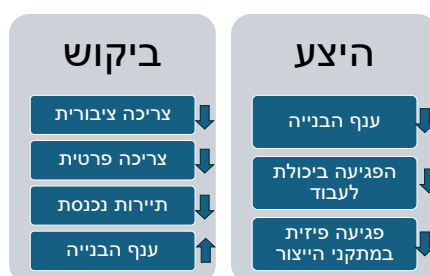 היצע
ענף הבנייה
הפגיעה ביכולת
לעבוד
פגיעה פיזית
במתקני הייצור
ביקוש
צריכה ציבורית
צריכה פרטית
תיירות נכנסת
ענף הבנייה